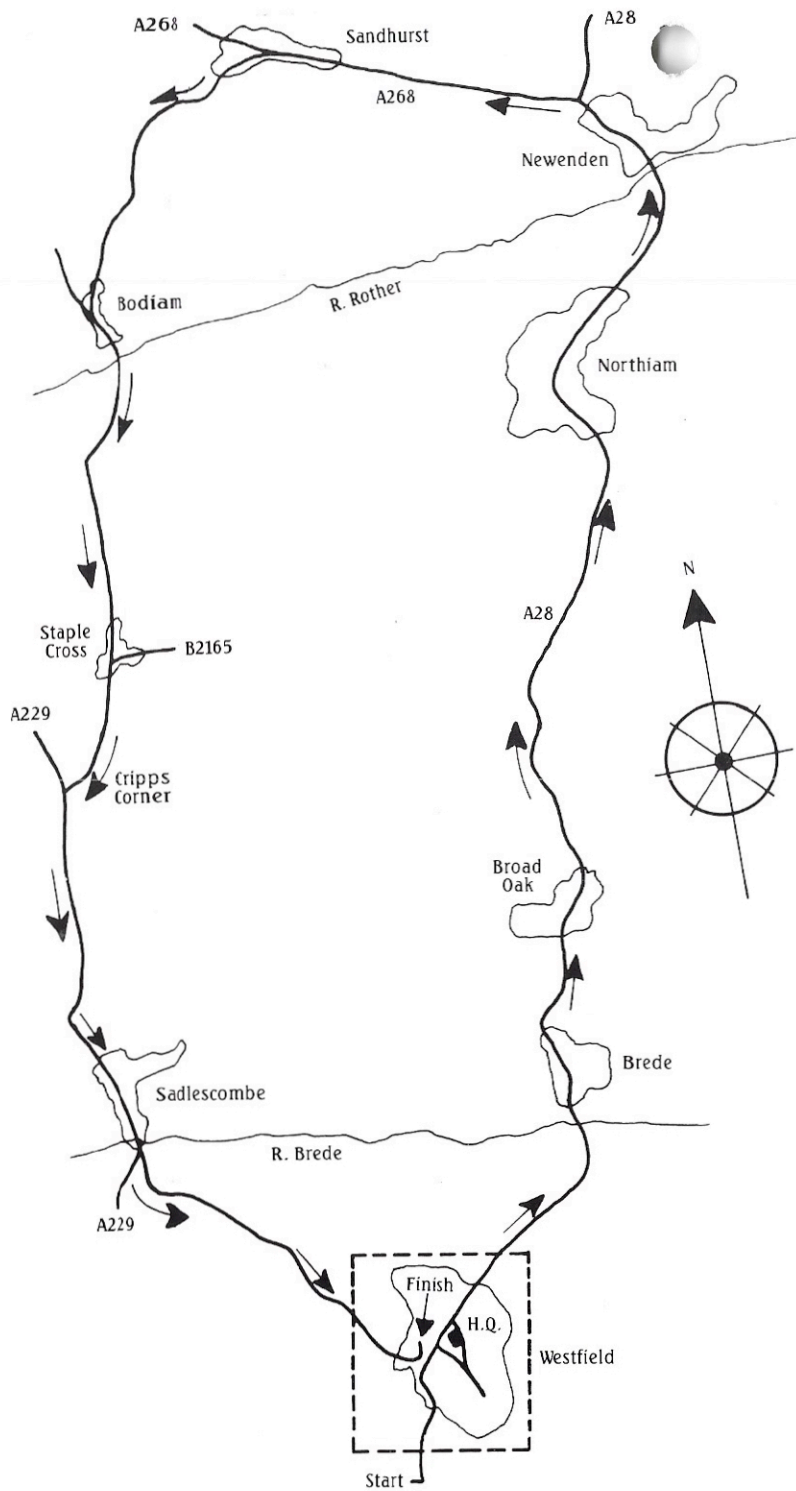 A268
Sandhurst
A28
A268
Newenden
Bodiam
R. Rother
Northiam
N
A28
Staple
Cross
B2165
A229
Cripps
Corner
Broad
Oak
Brede
Sadlescombe
R. Brede
A229
Finish
H.Q.
Westfield
Start